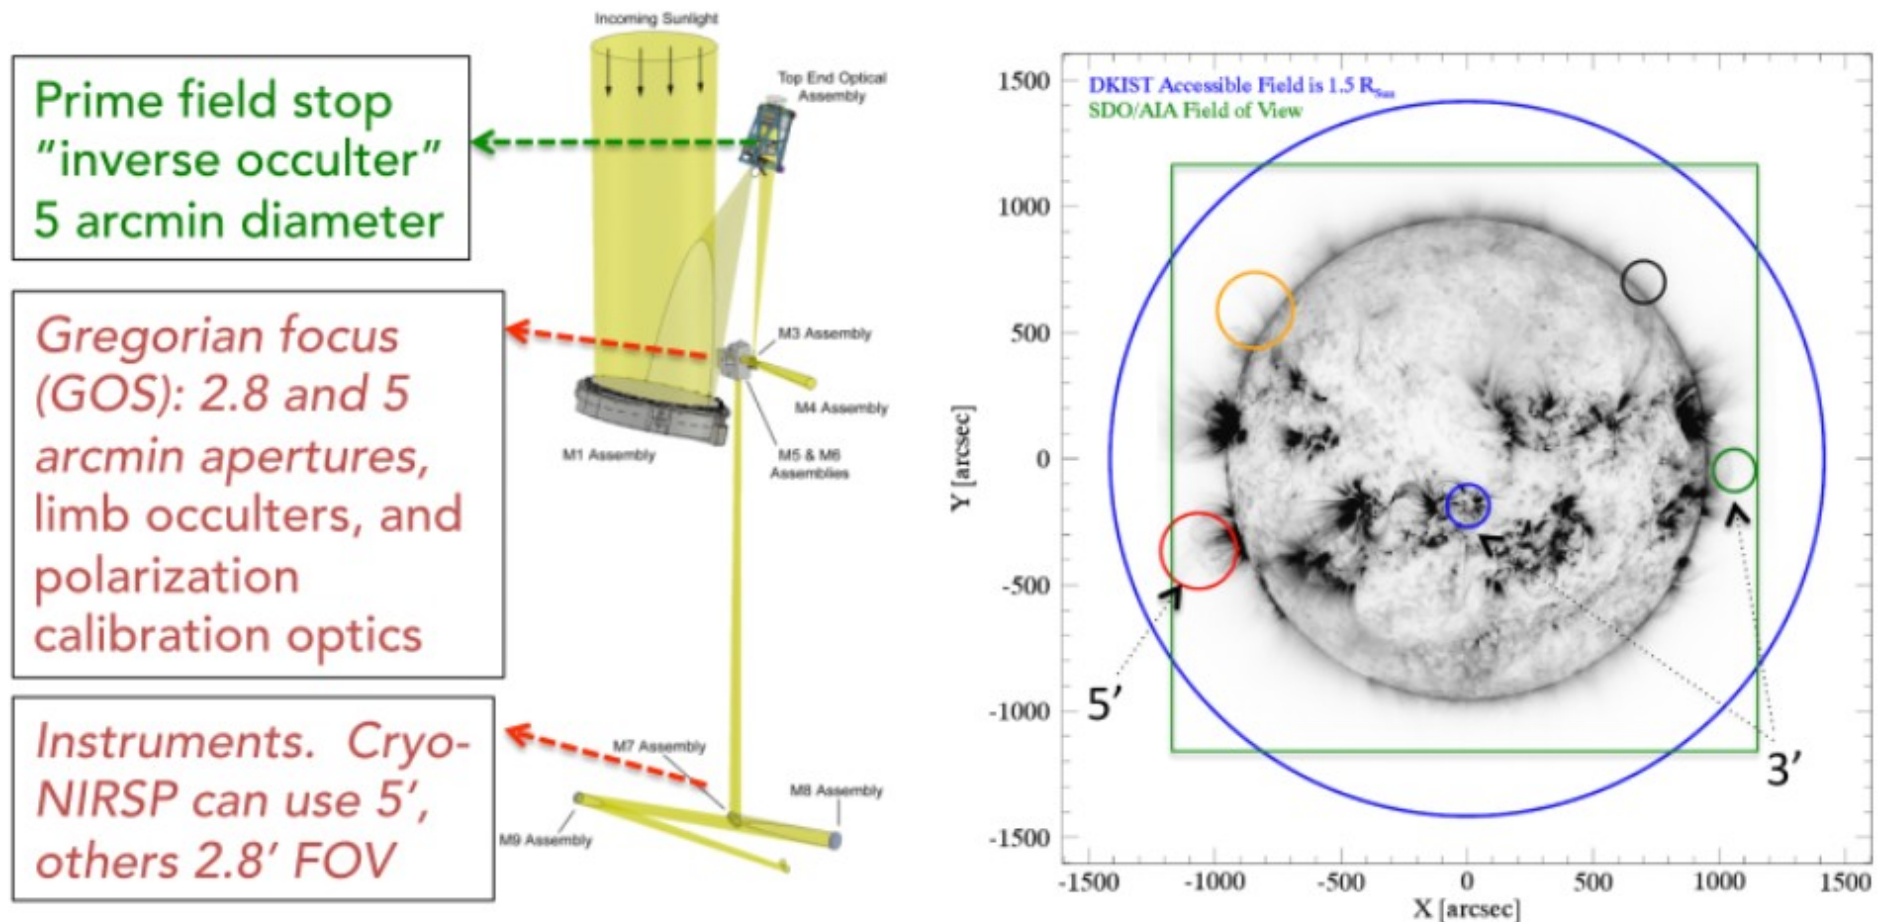 Prime field stop
“inverse occulter”
5 arcmin diameter
Gregorian focus
(GOS): 2.8 and 5
arcmin apertures,
limb occulters, and
polarization
calibration optics
Instruments. Cryo-
NIRSP can use 5’,
others 2.8’ FOV
Incoming Sunlight
Top End Optical
Assembly
M3 Assembly
M4 Assembly
M1 Assembly
M5 & M6
Assemblies
M7 Assembly
M8 Assembly
M9 Assembly
DKIST Accessible Field is 1.5 R_Sun
SDO/AIA Field of View
1500
1000
500
0
-500
-1000
-1500
Y [arcsec]
5’
3’
-1500 -1000 -500 0 500 1000 1500
X [arcsec]